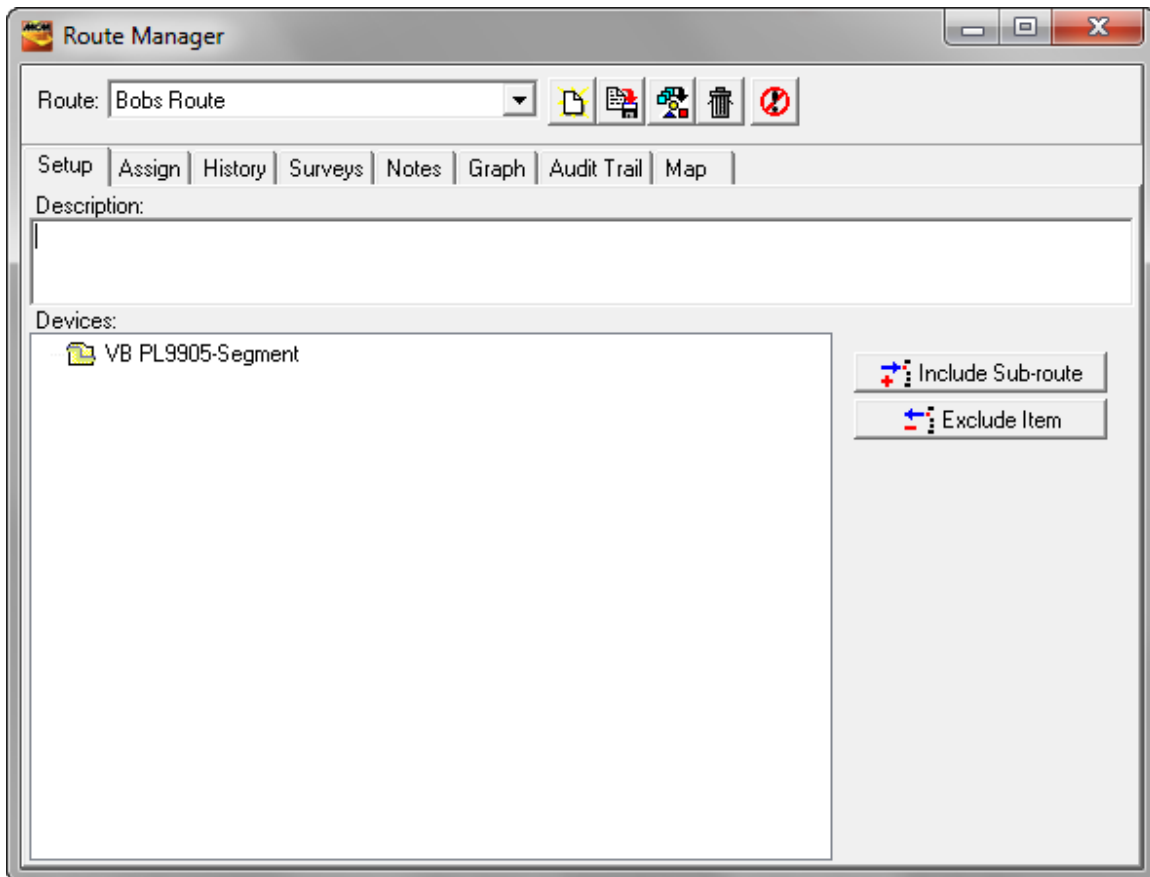 Route Manager
Route: Bobs Route
Setup Assign History Surveys Notes Graph Audit Trail Map
Description:
Devices:
VB PL9905-Segment
Include Sub-route
Exclude Item